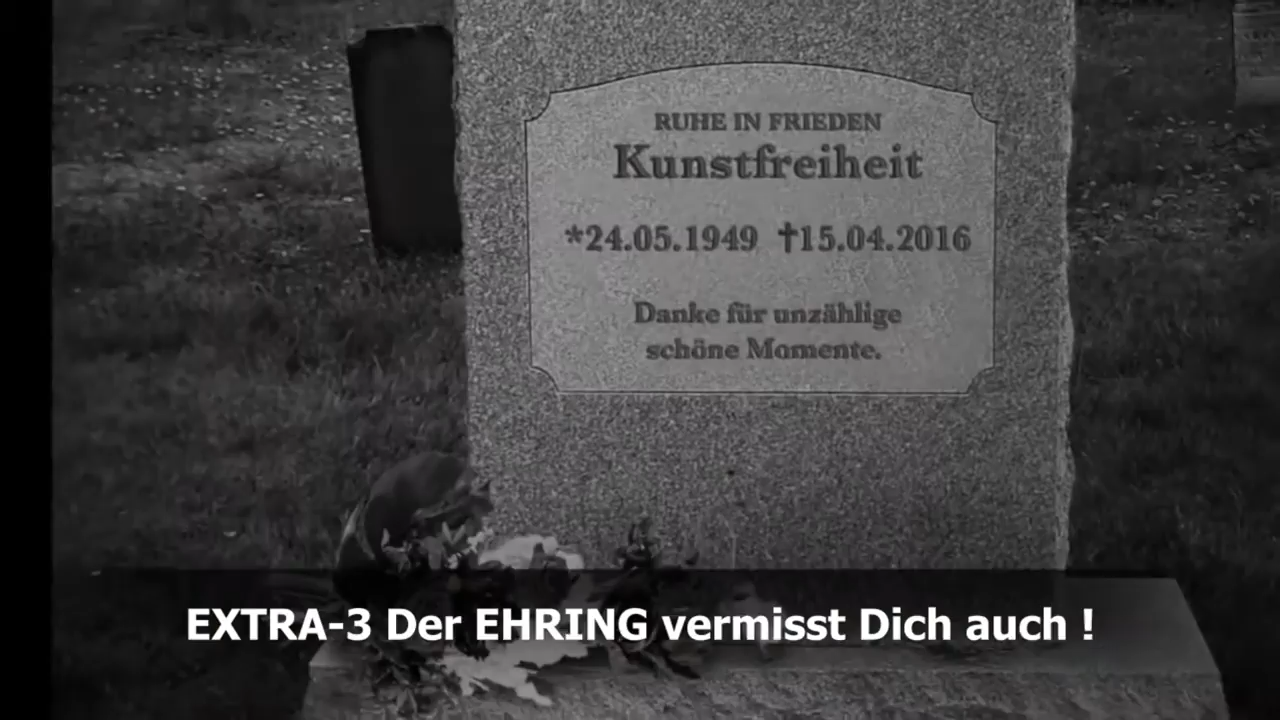 RUHE IN FRIEDEN
Kunstfreiheit
*24.05.1949 †15.04.2016
Danke für unzählige
schöne Momente.
EXTRA-3 Der EHRING vermisst Dich auch !